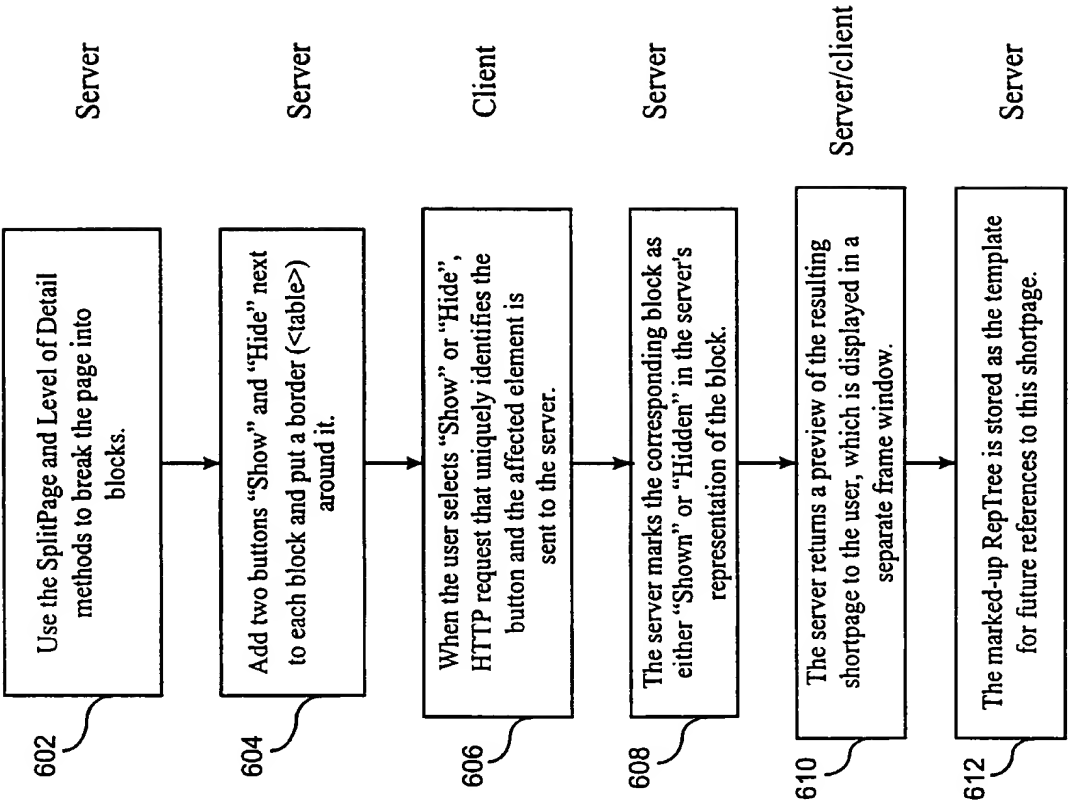 602
Use the SplitPage and Level of Detail
methods to break the page into
blocks.
Server
604
Add two buttons “Show” and “Hide” next
to each block and put a border (<table>)
around it.
Server
606
When the user selects “Show” or “Hide”,
HTTP request that uniquely identifies the
button and the affected element is
sent to the server.
Client
608
The server marks the corresponding block as
either “Shown” or “Hidden” in the server's
representation of the block.
Server
610
The server returns a preview of the resulting
shortpage to the user, which is displayed in a
separate frame window.
Server/client
612
The marked-up RepTree is stored as the template
for future references to this shortpage.
Server